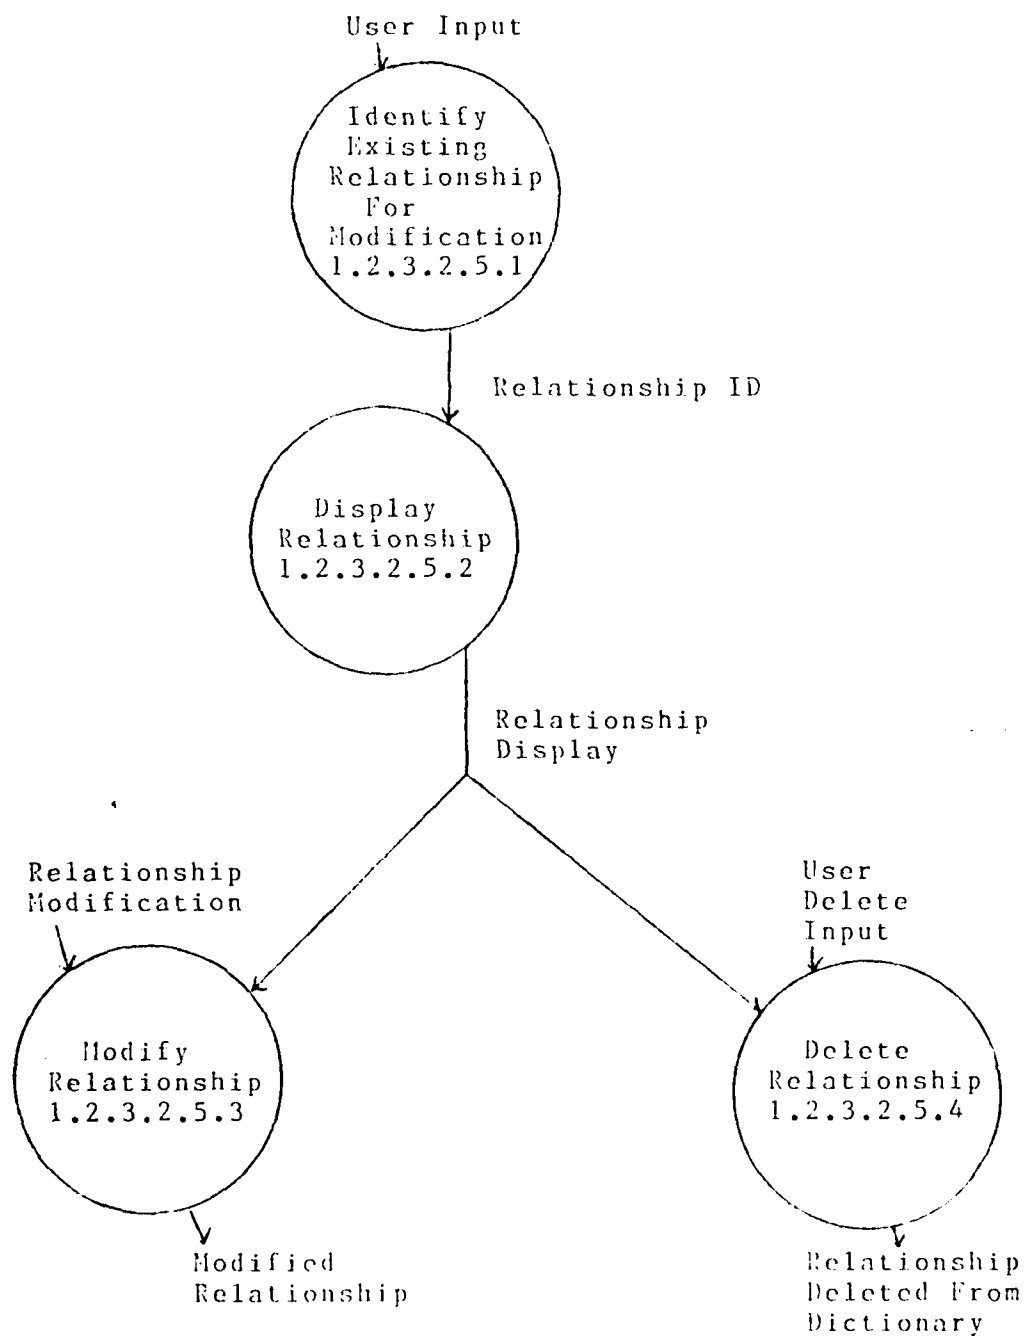 User Input
Identify
Existing
Relationship
For
Modification
1.2.3.2.5.1
Relationship ID
Display
Relationship
1.2.3.2.5.2
Relationship
Display
Relationship
Modification
User
Delete
Input
Modify
Relationship
1.2.3.2.5.3
Delete
Relationship
1.2.3.2.5.4
Modified
Relationship
Relationship
Deleted From
Dictionary